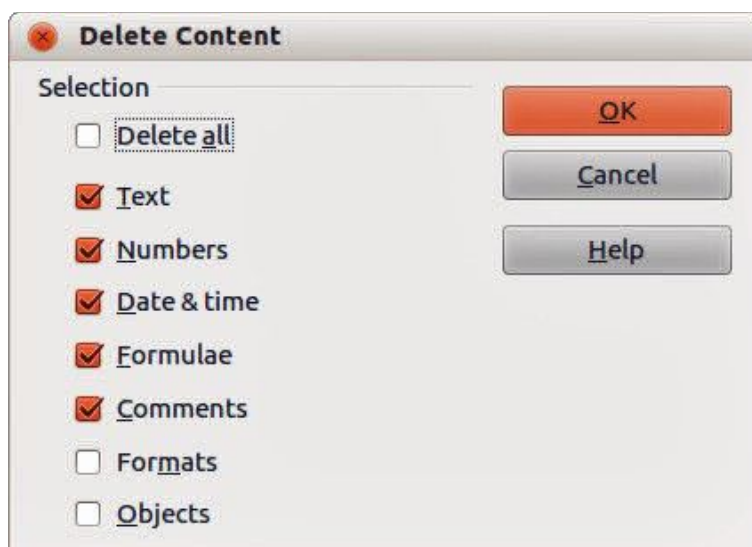 Delete Content
Selection
Delete all
Text
Numbers
Date & time
Formulae
Comments
Formats
Objects
OK
Cancel
Help